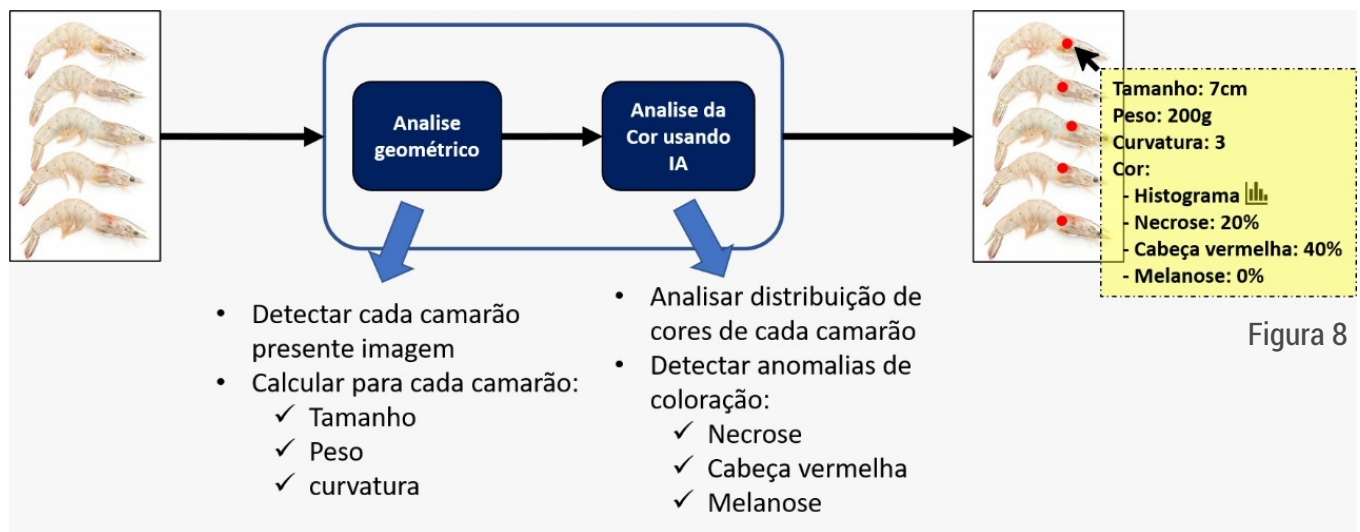 Analise
geométrico
Analise da
Cor usando
IA
Tamanho: 7cm
Peso: 200g
Curvatura: 3
Cor:
- Histograma
- Necrose: 20%
- Cabeça vermelha: 40%
- Melanose: 0%
Figura 8
• Detectar cada camarão
presente imagem
• Calcular para cada camarão:
✓ Tamanho
✓ Peso
✓ curvatura
• Analisar distribuição de
cores de cada camarão
• Detectar anomalias de
coloração:
✓ Necrose
✓ Cabeça vermelha
✓ Melanose